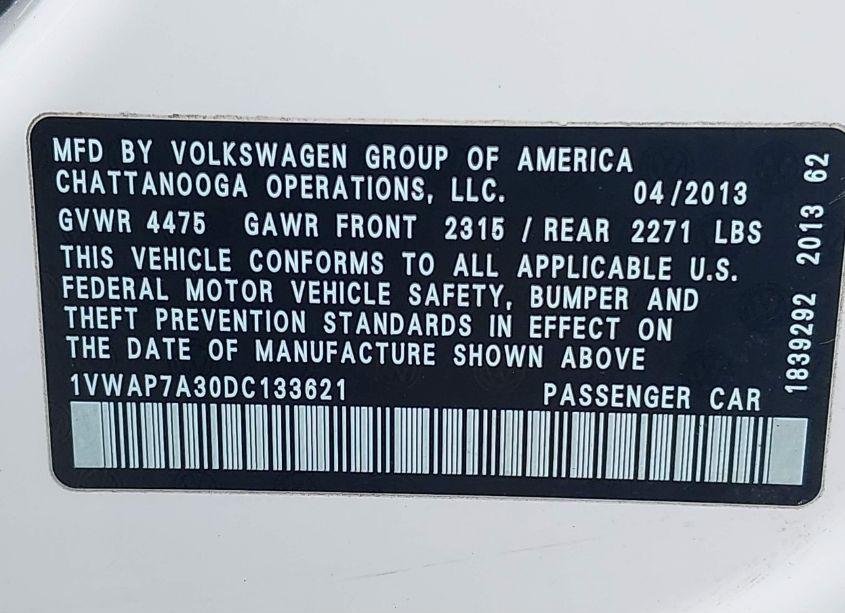 MFD BY VOLKSWAGEN GROUP OF AMERICA
CHATTANOOGA OPERATIONS, LLC. 04/2013
GVWR 4475 GAWR FRONT 2315 / REAR 2271 LBS
THIS VEHICLE CONFORMS TO ALL APPLICABLE U.S.
FEDERAL MOTOR VEHICLE SAFETY, BUMPER AND
THEFT PREVENTION STANDARDS IN EFFECT ON
THE DATE OF MANUFACTURE SHOWN ABOVE
1VWAP7A30DC133621 PASSENGER CAR
1839292 2013 62